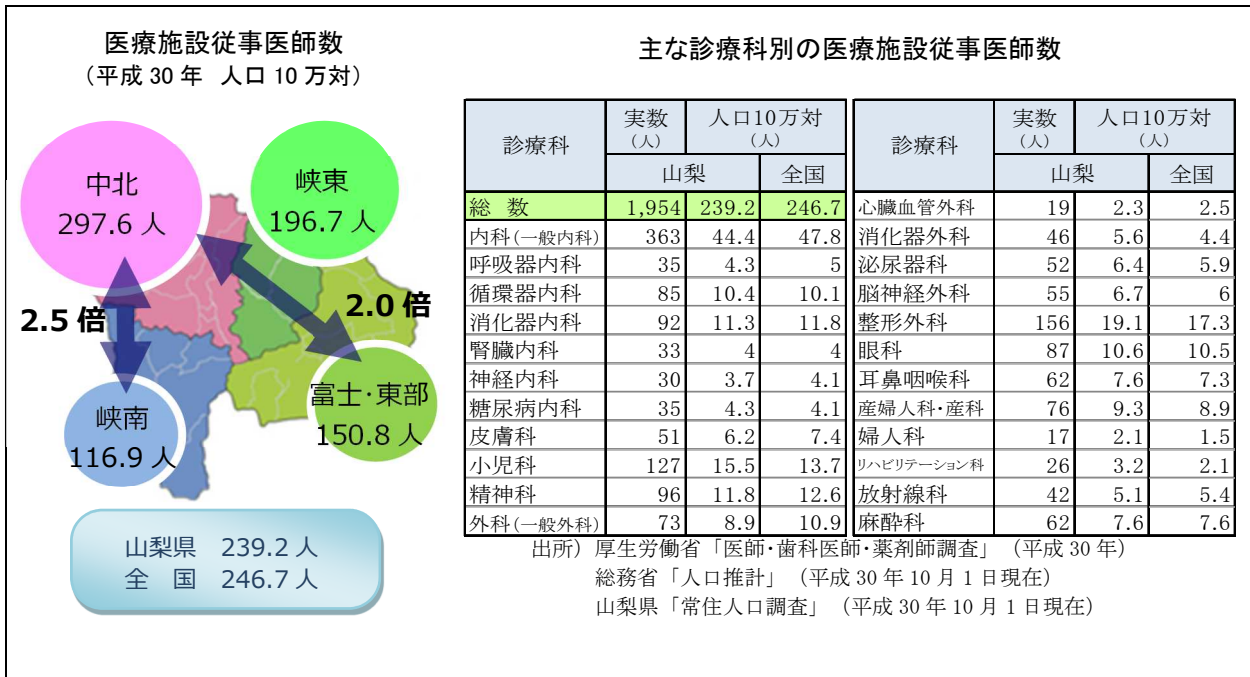 医療施設従事医師数
（平成 30 年 人口 10 万対）
中北
297.6 人
峡東
196.7 人
2.5 倍
2.0 倍
峡南
116.9 人
富士・東部
150.8 人
山梨県 239.2 人
全 国 246.7 人
主な診療科別の医療施設従事医師数
診療科 実数(人) 人口10万対(人) 診療科 実数(人) 人口10万対(人)
山梨 全国 山梨 全国
総 数 1,954 239.2 246.7 心臓血管外科 19 2.3 2.5
内科(一般内科) 363 44.4 47.8 消化器外科 46 5.6 4.4
呼吸器内科 35 4.3 5 泌尿器科 52 6.4 5.9
循環器内科 85 10.4 10.1 脳神経外科 55 6.7 6
消化器内科 92 11.3 11.8 整形外科 156 19.1 17.3
腎臓内科 33 4 4 眼科 87 10.6 10.5
神経内科 30 3.7 4.1 耳鼻咽喉科 62 7.6 7.3
糖尿病内科 35 4.3 4.1 産婦人科・産科 76 9.3 8.9
皮膚科 51 6.2 7.4 婦人科 17 2.1 1.5
小児科 127 15.5 13.7 ﾘﾊﾋﾞﾘﾃｰｼｮﾝ科 26 3.2 2.1
精神科 96 11.8 12.6 放射線科 42 5.1 5.4
外科(一般外科) 73 8.9 10.9 麻酔科 62 7.6 7.6
出所）厚生労働省「医師・歯科医師・薬剤師調査」（平成 30 年）
総務省「人口推計」（平成 30 年 10 月 1 日現在）
山梨県「常住人口調査」（平成 30 年 10 月 1 日現在）